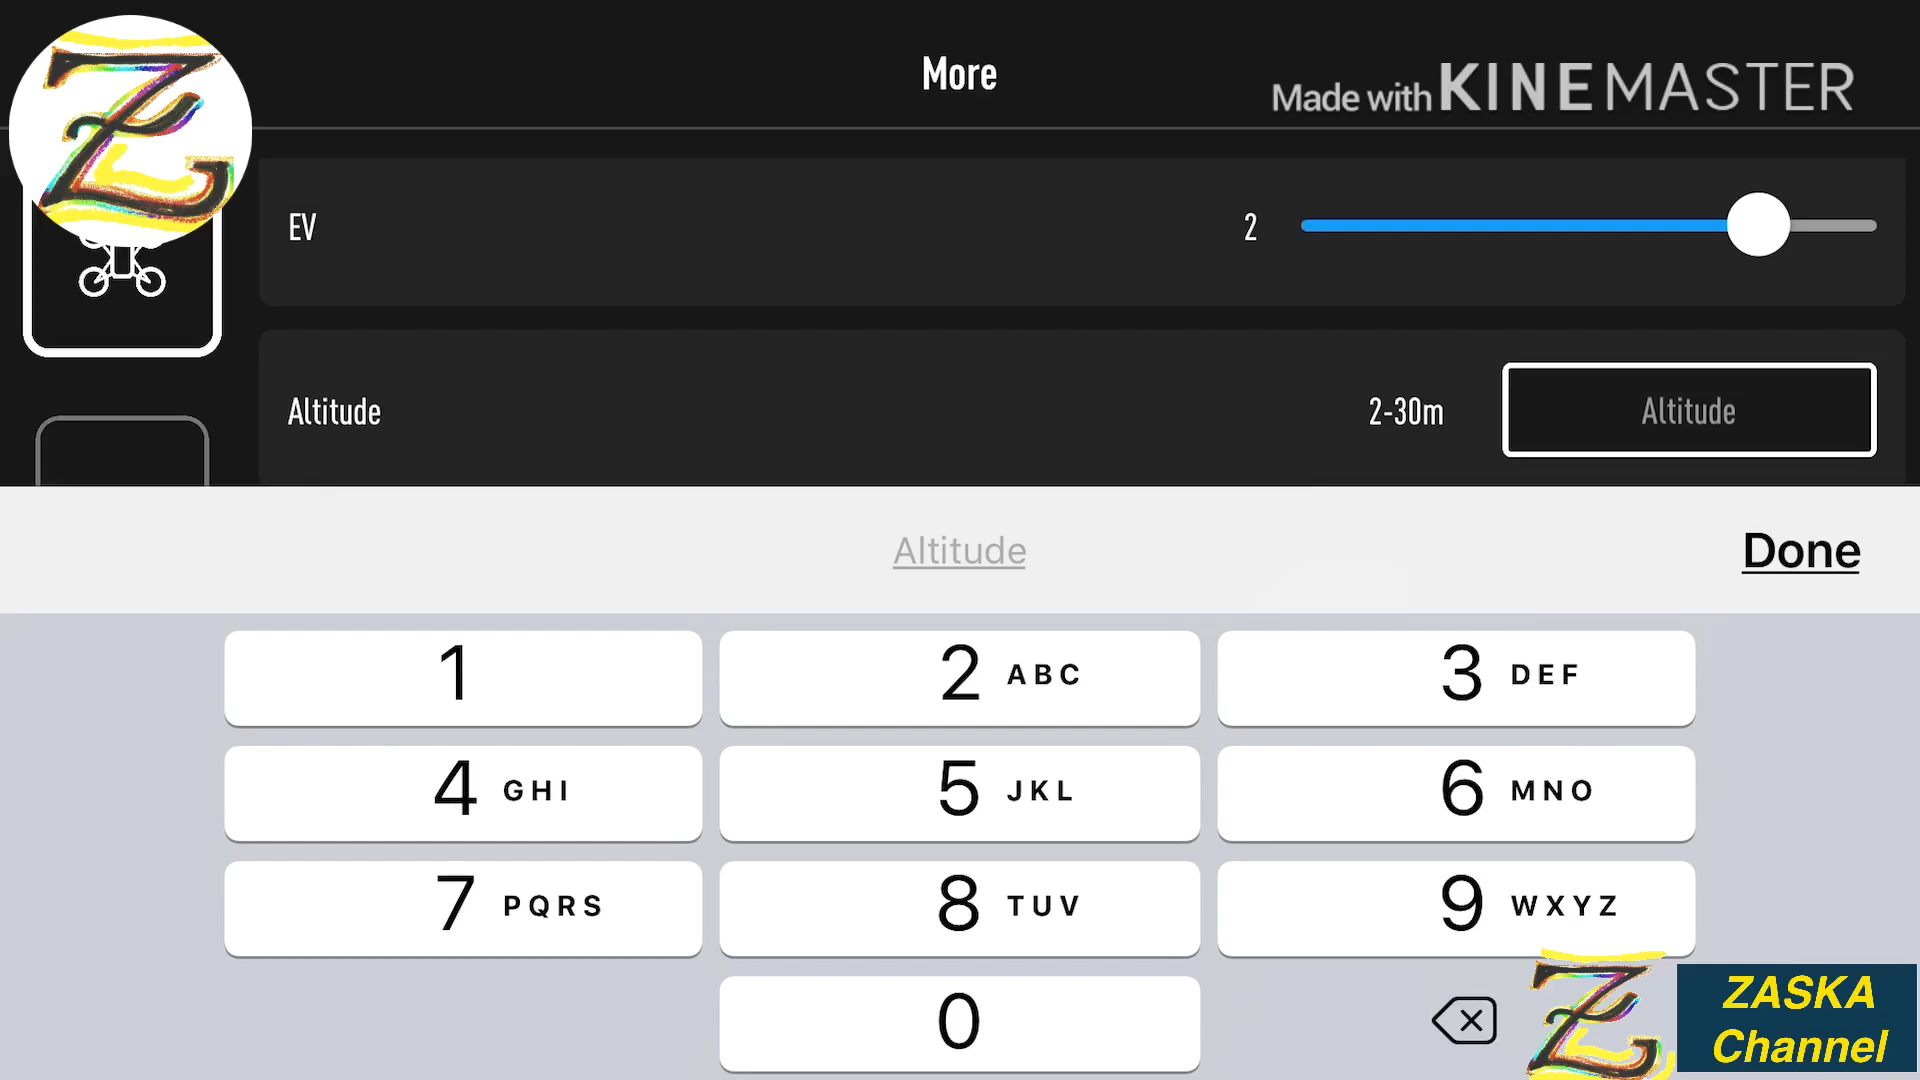 More
Made with KINEMASTER
EV 2
Altitude 2-30m Altitude
Altitude Done
1 2 ABC 3 DEF
4 GHI 5 JKL 6 MNO
7 PQRS 8 TUV 9 WXYZ
0
Z
Z
ZASKA
Channel